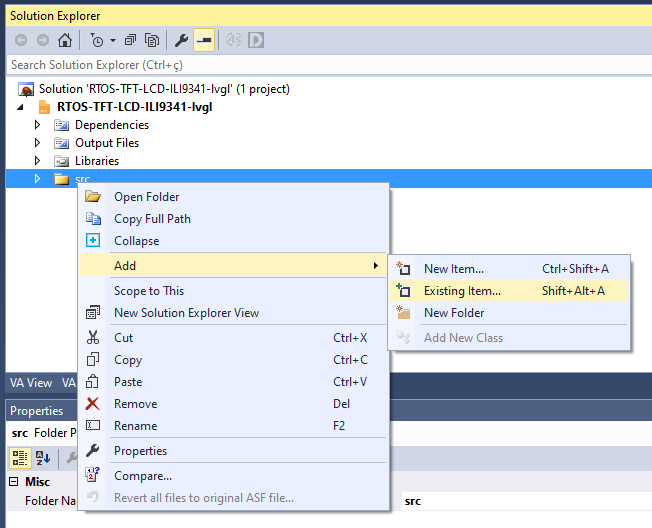 Solution Explorer
Search Solution Explorer (Ctrl+ç)
Solution 'RTOS-TFT-LCD-ILI9341-lvgl' (1 project)
RTOS-TFT-LCD-ILI9341-lvgl
Dependencies
Output Files
Libraries
src
Open Folder
Copy Full Path
Collapse
Add
Scope to This
New Solution Explorer View
Cut Ctrl+X
Copy Ctrl+C
Paste Ctrl+V
Remove Del
Rename F2
Properties
Compare...
Revert all files to original ASF file...
New Item... Ctrl+Shift+A
Existing Item... Shift+Alt+A
New Folder
Add New Class
VA View VA
Properties
src Folder P
Misc
Folder Na src